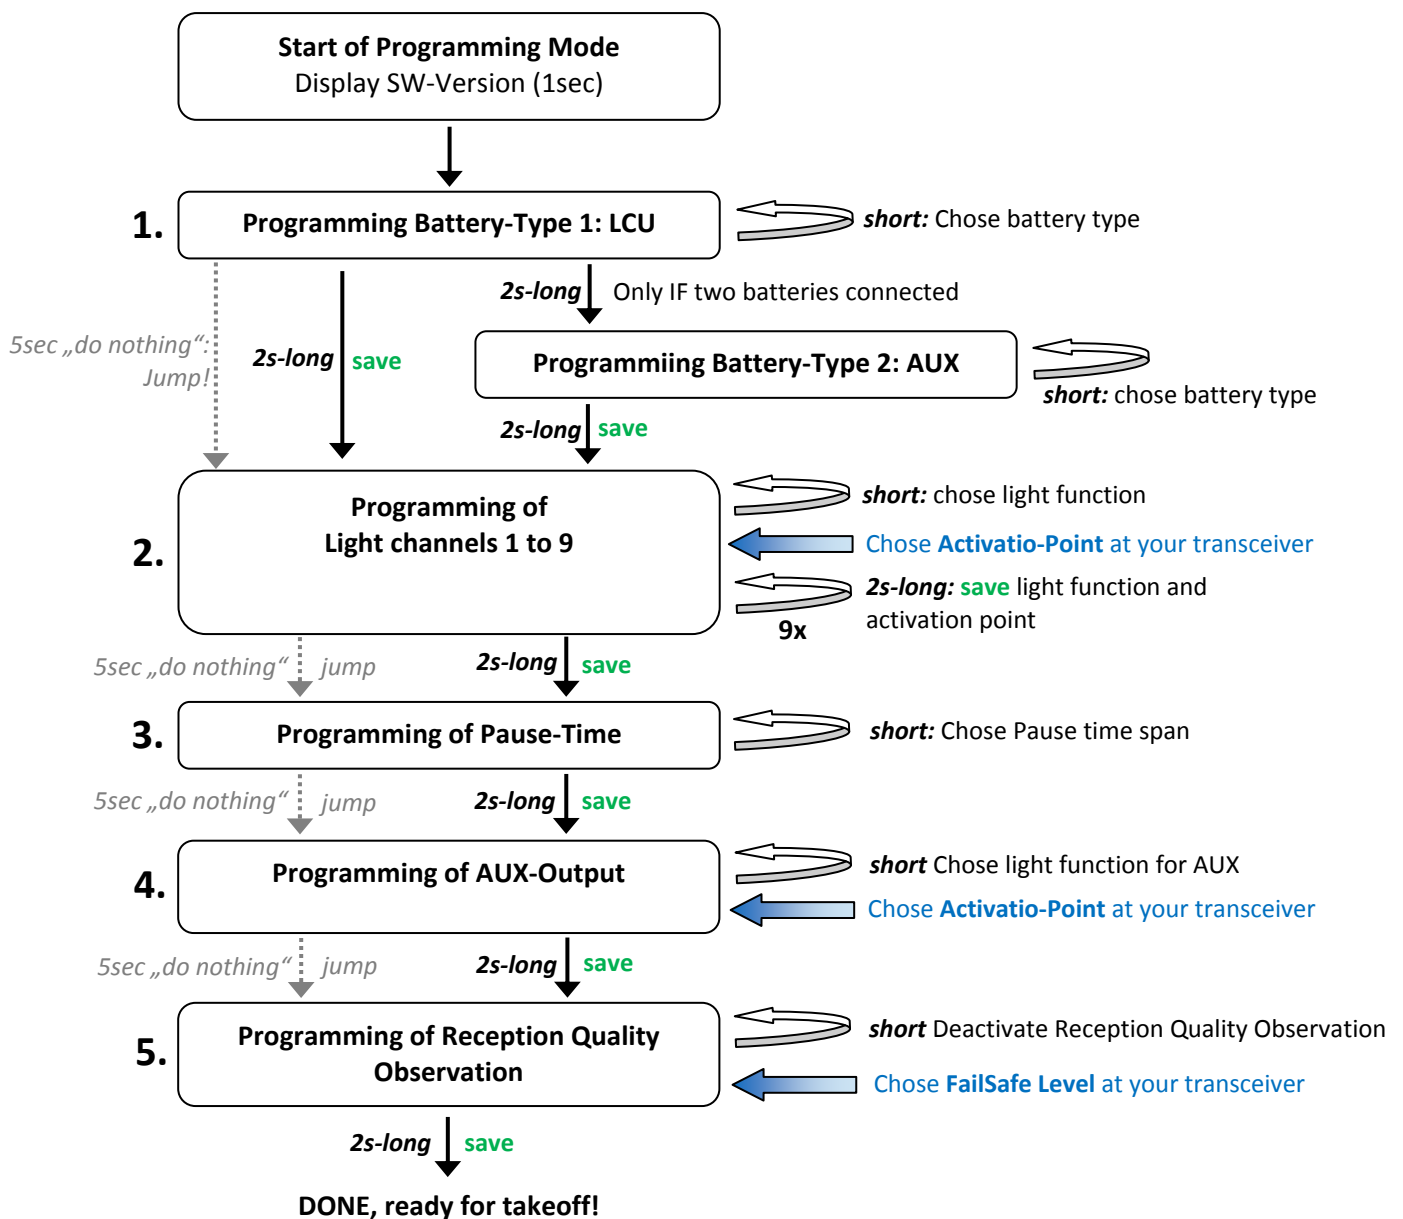 Start of Programming Mode
Display SW-Version (1sec)
1.
Programming Battery-Type 1: LCU
short: Chose battery type
2s-long Only IF two batteries connected
5sec „do nothing“:
Jump!
2s-long save
Programmiing Battery-Type 2: AUX
short: chose battery type
2s-long save
2.
Programming of
Light channels 1 to 9
short: chose light function
Chose Activatio-Point at your transceiver
2s-long: save light function and
activation point
9x
5sec „do nothing“ jump
2s-long save
3.
Programming of Pause-Time
short: Chose Pause time span
5sec „do nothing“ jump
2s-long save
4.
Programming of AUX-Output
short Chose light function for AUX
Chose Activatio-Point at your transceiver
5sec „do nothing“ jump
2s-long save
5.
Programming of Reception Quality
Observation
short Deactivate Reception Quality Observation
Chose FailSafe Level at your transceiver
2s-long save
DONE, ready for takeoff!